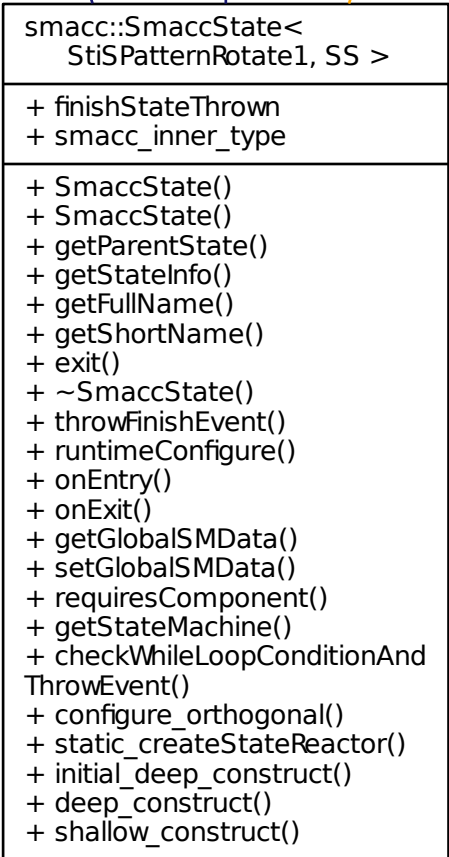 smacc::SmaccState<
StiSPatternRotate1, SS >
+ finishStateThrown
+ smacc_inner_type
+ SmaccState()
+ SmaccState()
+ getParentState()
+ getStateInfo()
+ getFullName()
+ getShortName()
+ exit()
+ ~SmaccState()
+ throwFinishEvent()
+ runtimeConfigure()
+ onEntry()
+ onExit()
+ getGlobalSMData()
+ setGlobalSMData()
+ requiresComponent()
+ getStateMachine()
+ checkWhileLoopConditionAnd
ThrowEvent()
+ configure_orthogonal()
+ static_createStateReactor()
+ initial_deep_construct()
+ deep_construct()
+ shallow_construct()